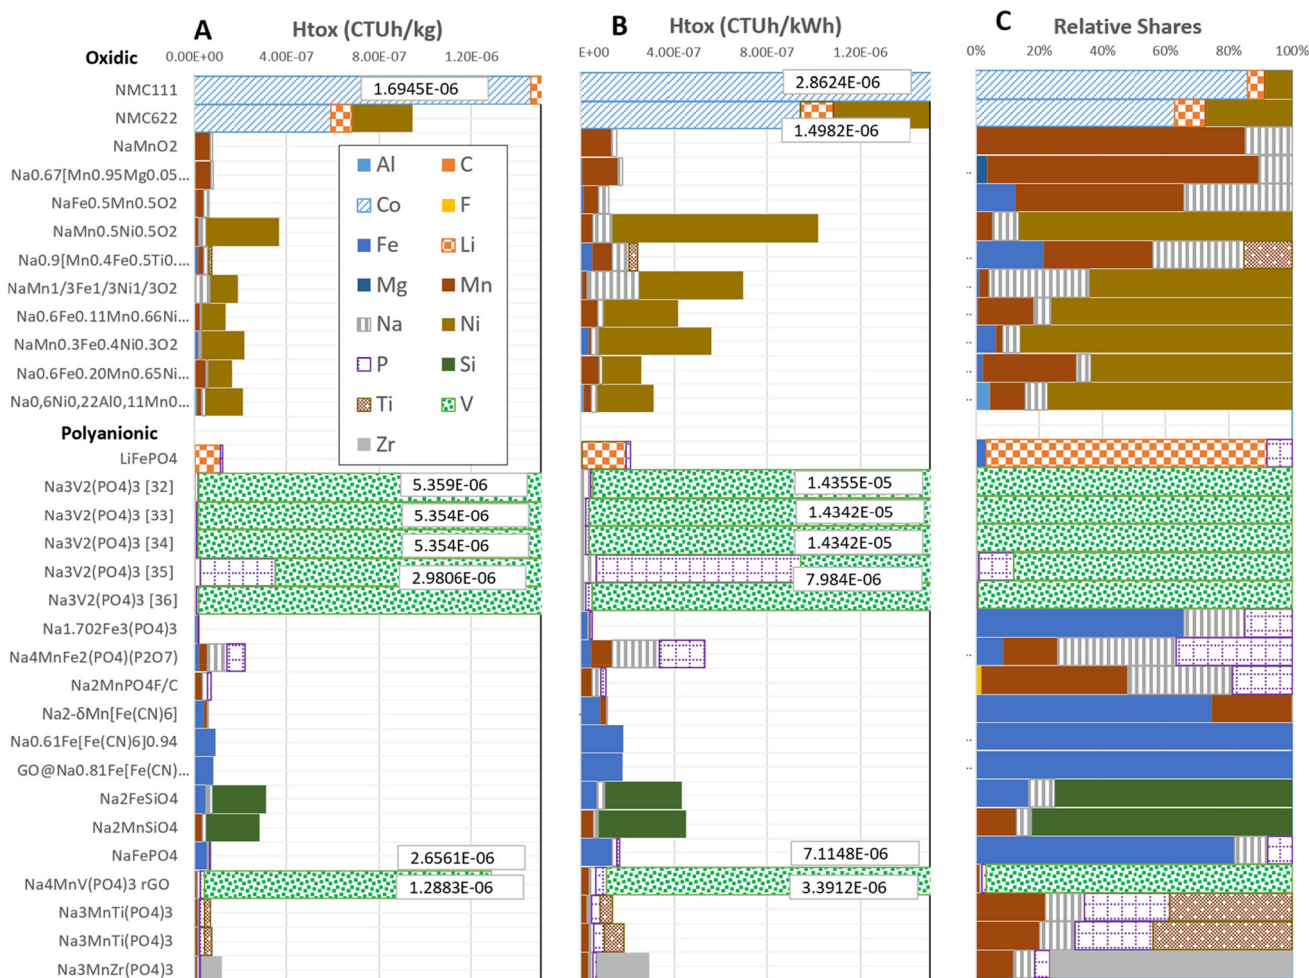 A
Htox (CTUh/kg)
B
Htox (CTUh/kWh)
C
Relative Shares
Oxidic
0.000E+00 4.000E-07 8.000E-07 1.200E-06
E+00 4.000E-07 8.000E-07 1.200E-06
0% 20% 40% 60% 80% 100%
NMC111
1.6945E-06
2.8624E-06
NMC622
1.4982E-06
NaMnO2
Na0.67[Mn0.95Mg0.05...
NaFe0.5Mn0.5O2
NaMn0.5Ni0.5O2
Na0.9[Mn0.4Fe0.5Ti0....
NaMn1/3Fe1/3Ni1/3O2
Na0.6Fe0.11Mn0.66Ni...
NaMn0.3Fe0.4Ni0.3O2
Na0.6Fe0.20Mn0.65Ni...
Na0,6Ni0,22Al0,11Mn0...
Al C
Co F
Fe Li
Mg Mn
Na Ni
P Si
Ti V
Zr
Polyanionic
LiFePO4
Na3V2(PO4)3 [32]
5.359E-06
1.4355E-05
Na3V2(PO4)3 [33]
5.354E-06
1.4342E-05
Na3V2(PO4)3 [34]
5.354E-06
1.4342E-05
Na3V2(PO4)3 [35]
2.9806E-06
7.984E-06
Na3V2(PO4)3 [36]
Na1.702Fe3(PO4)3
Na4MnFe2(PO4)(P2O7)
Na2MnPO4F/C
Na2-δMn[Fe(CN)6]
Na0.61Fe[Fe(CN)6]0.94
GO@Na0.81Fe[Fe(CN)...
Na2FeSiO4
Na2MnSiO4
NaFePO4
2.6561E-06
7.1148E-06
Na4MnV(PO4)3 rGO
1.2883E-06
3.3912E-06
Na3MnTi(PO4)3
Na3MnTi(PO4)3
Na3MnZr(PO4)3